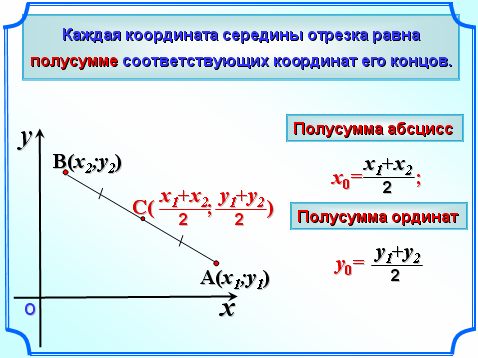 Каждая координата середины отрезка равна
полусумме соответствующих координат его концов.
y
B(x₂;y₂)
C( (x₁+x₂)/2 ; (y₁+y₂)/2 )
A(x₁;y₁)
O
x
Полусумма абсцисс
x₀= (x₁+x₂)/2 ;
Полусумма ординат
y₀= (y₁+y₂)/2